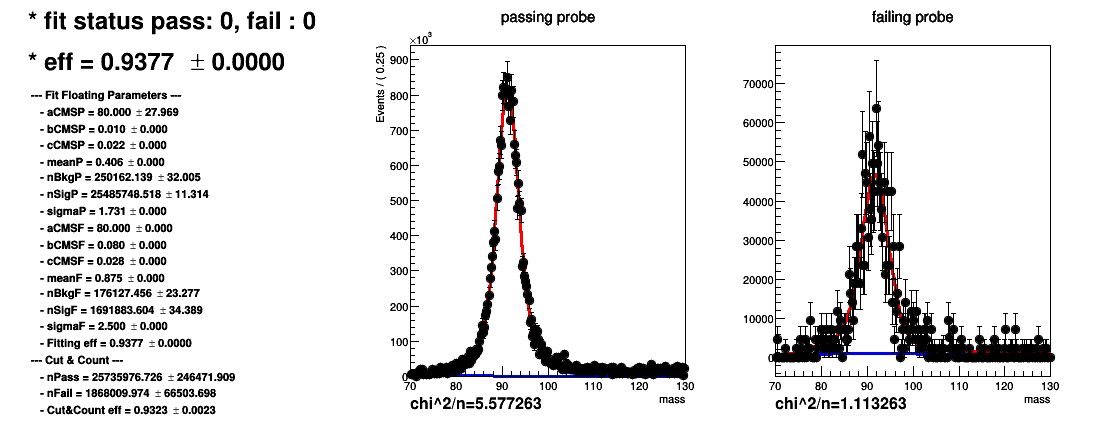 * fit status pass: 0, fail : 0
* eff = 0.9377 ± 0.0000
--- Fit Floating Parameters ---
- aCMSP = 80.000 ± 27.969
- bCMSP = 0.010 ± 0.000
- cCMSP = 0.022 ± 0.000
- meanP = 0.406 ± 0.000
- nBkgP = 250162.139 ± 32.005
- nSigP = 25485748.518 ± 11.314
- sigmaP = 1.731 ± 0.000
- aCMSF = 80.000 ± 0.000
- bCMSF = 0.080 ± 0.000
- cCMSF = 0.028 ± 0.000
- meanF = 0.875 ± 0.000
- nBkgF = 176127.456 ± 23.277
- nSigF = 1691883.604 ± 34.389
- sigmaF = 2.500 ± 0.000
- Fitting eff = 0.9377 ± 0.0000
--- Cut & Count ---
- nPass = 25735976.726 ± 246471.909
- nFail = 1868009.974 ± 66503.698
- Cut&Count eff = 0.9323 ± 0.0023
passing probe
×10³
Events / ( 0.25 )
900
800
700
600
500
400
300
200
100
0
70 80 90 100 110 120 130
mass
chi^2/n=5.577263
failing probe
70000
60000
50000
40000
30000
20000
10000
0
70 80 90 100 110 120 130
mass
chi^2/n=1.113263